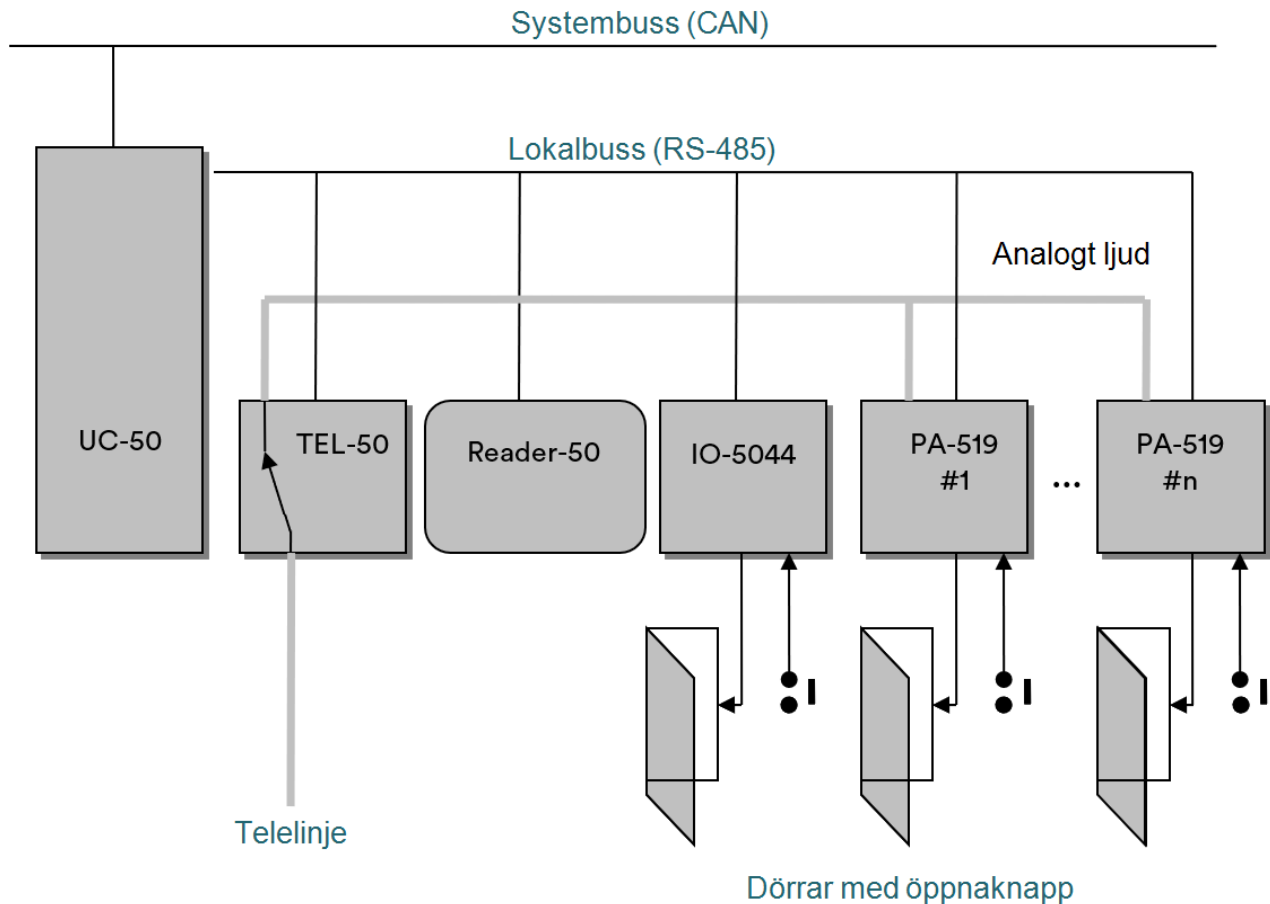 Systembuss (CAN)
Lokalbuss (RS-485)
Analogt ljud
UC-50
TEL-50
Reader-50
IO-5044
PA-519
#1
...
PA-519
#n
Telelinje
Dörrar med öppnaknapp